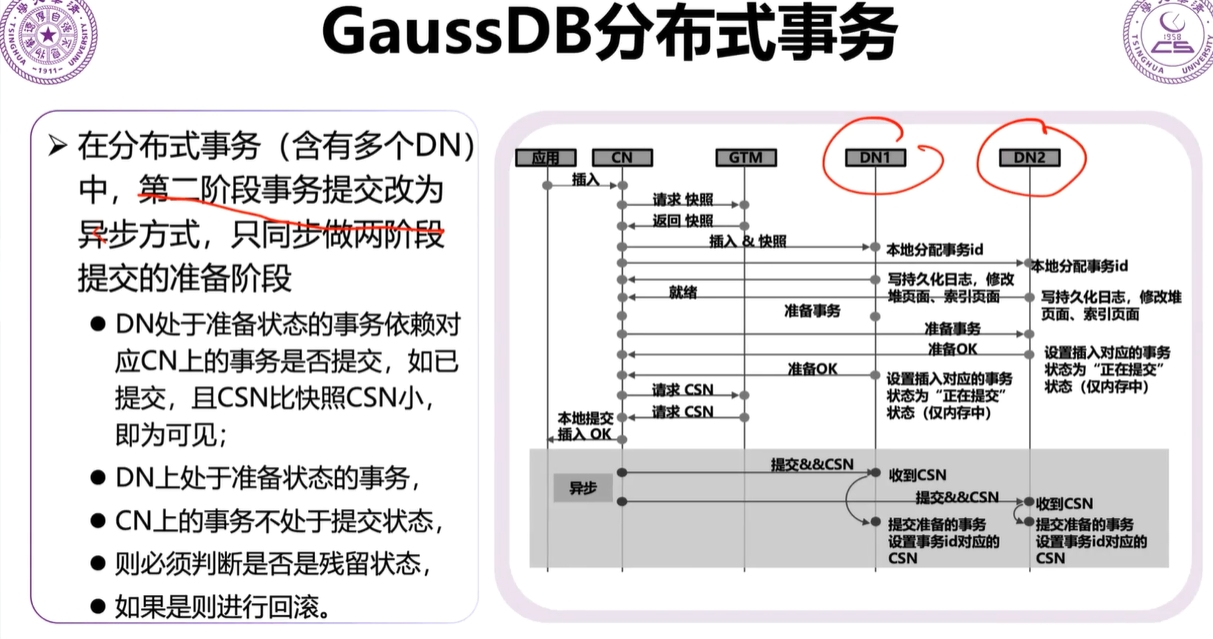 GaussDB分布式事务
TSINGHUA UNIVERSITY
-1911-
1958
TSINGHUA UNIVERSITY
➢ 在分布式事务（含有多个DN）
中，第二阶段事务提交改为
异步方式，只同步做两阶段
提交的准备阶段
● DN处于准备状态的事务依赖对
应CN上的事务是否提交，如已
提交，且CSN比快照CSN小，
即为可见；
● DN上处于准备状态的事务，
● CN上的事务不处于提交状态，
● 则必须判断是否是残留状态，
● 如果是则进行回滚。
应用
CN
GTM
DN1
DN2
插入
请求 快照
返回 快照
插入 & 快照
本地分配事务id
本地分配事务id
写持久化日志，修改
堆页面、索引页面
就绪
写持久化日志，修改堆
页面、索引页面
准备事务
准备事务
准备OK
设置插入对应的事务
状态为“正在提交”
状态（仅内存中）
准备OK
设置插入对应的事务
状态为“正在提交”
状态（仅内存中）
请求 CSN
请求 CSN
本地提交
插入 OK
异步
提交&&CSN
收到CSN
提交&&CSN
收到CSN
提交准备的事务
设置事务id对应的
CSN
提交准备的事务
设置事务id对应的
CSN